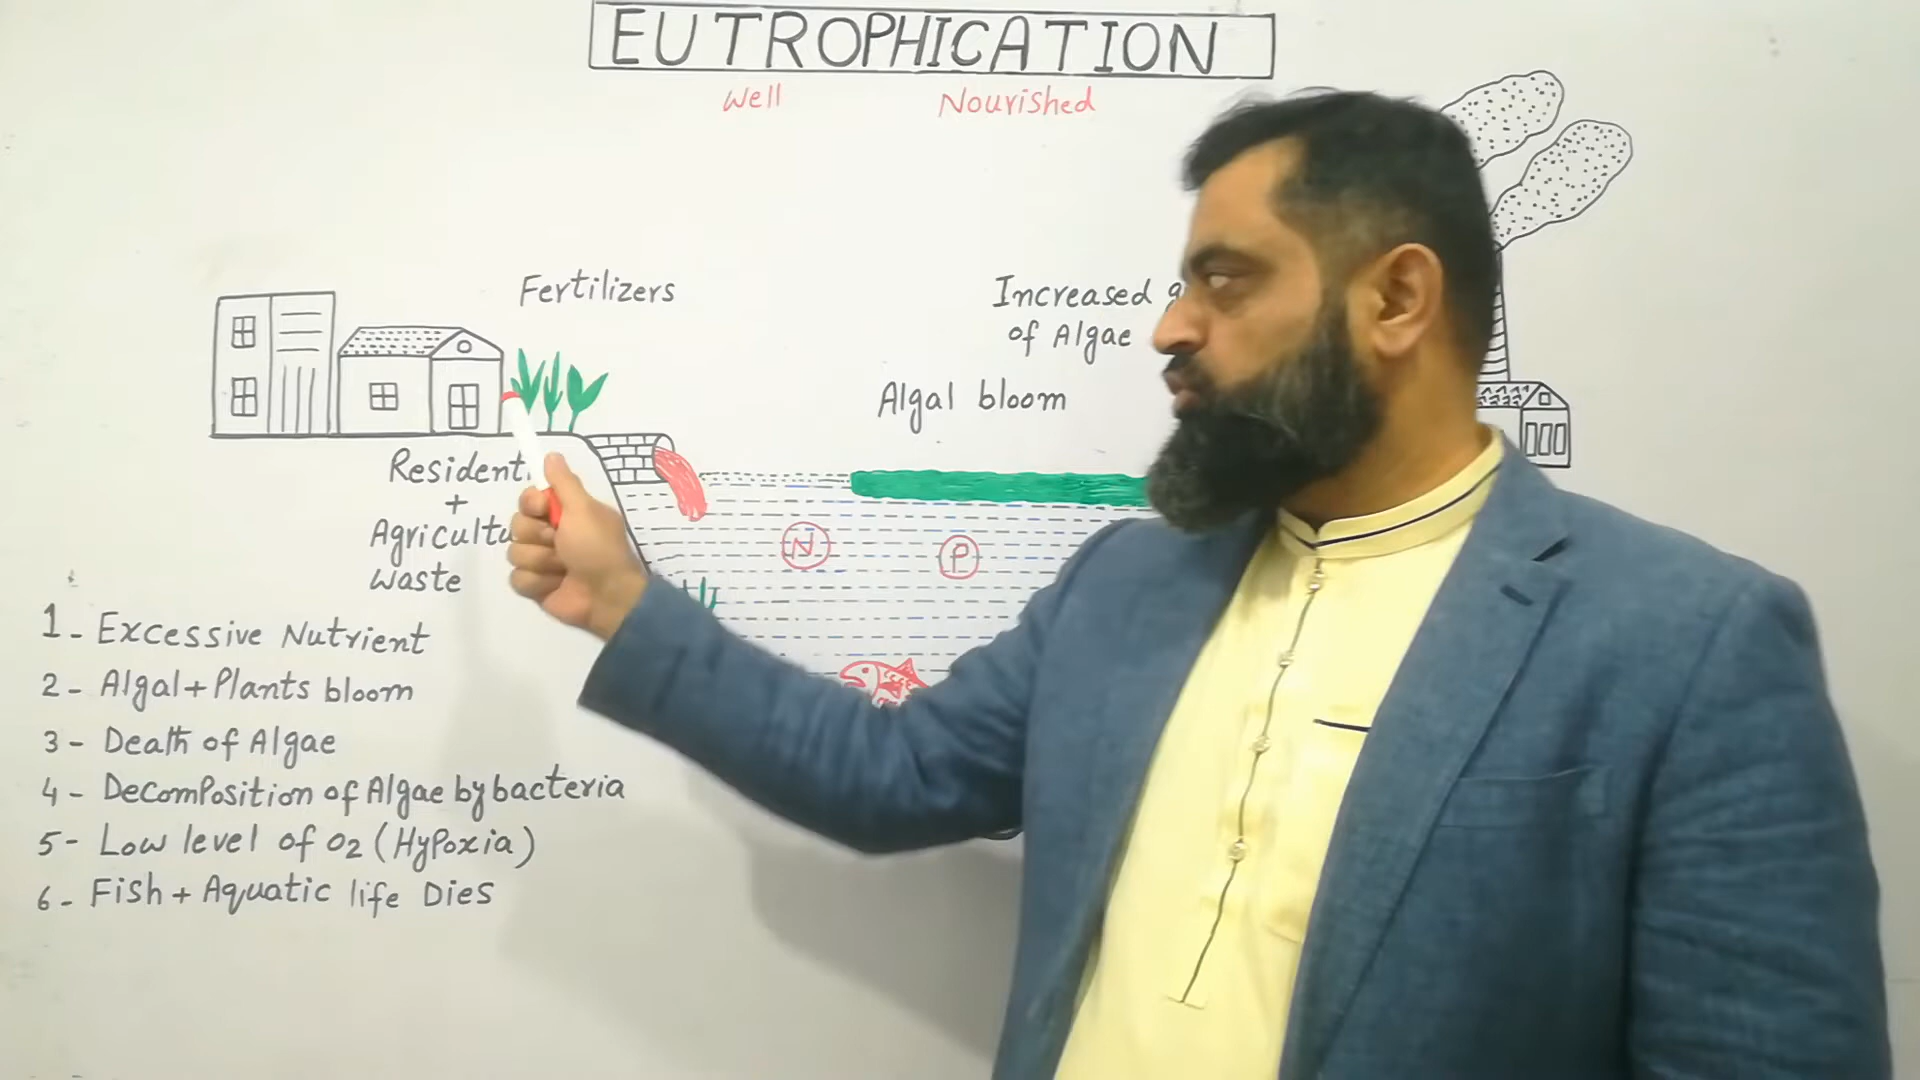 EUTROPHICATION
Well Nourished
Fertilizers
Increased
of Algae
Algal bloom
+
Waste
N P
1- Excessive Nutrient
2- Algal + Plants bloom
3- Death of Algae
4- Decomposition of Algae by bacteria
5- Low level of O2 (Hypoxia)
6- Fish + Aquatic life Dies